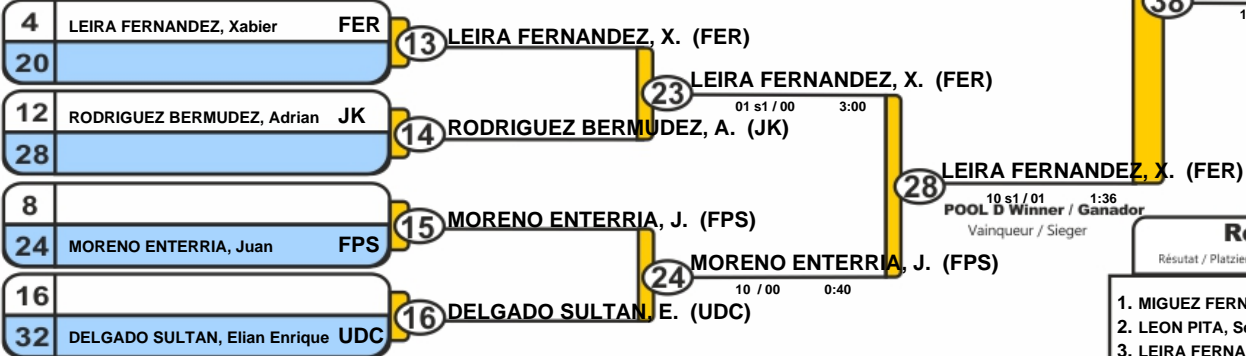 4 LEIRA FERNANDEZ, Xabier FER
20
12 RODRIGUEZ BERMUDEZ, Adrian JK
28
8
24 MORENO ENTERRIA, Juan FPS
16
32 DELGADO SULTAN, Elian Enrique UDC
13 LEIRA FERNANDEZ, X. (FER)
14 RODRIGUEZ BERMUDEZ, A. (JK)
15 MORENO ENTERRIA, J. (FPS)
16 DELGADO SULTAN, E. (UDC)
23 LEIRA FERNANDEZ, X. (FER)
01 s1 / 00 3:00
24 MORENO ENTERRIA, J. (FPS)
10 / 00 0:40
28 LEIRA FERNANDEZ, X. (FER)
10 s1 / 01 1:36
POOL D Winner / Ganador
Vainqueur / Sieger
38
Résutat / Platzie
1. MIGUEZ FERN
2. LEON PITA, S
3. LEIRA FERNA